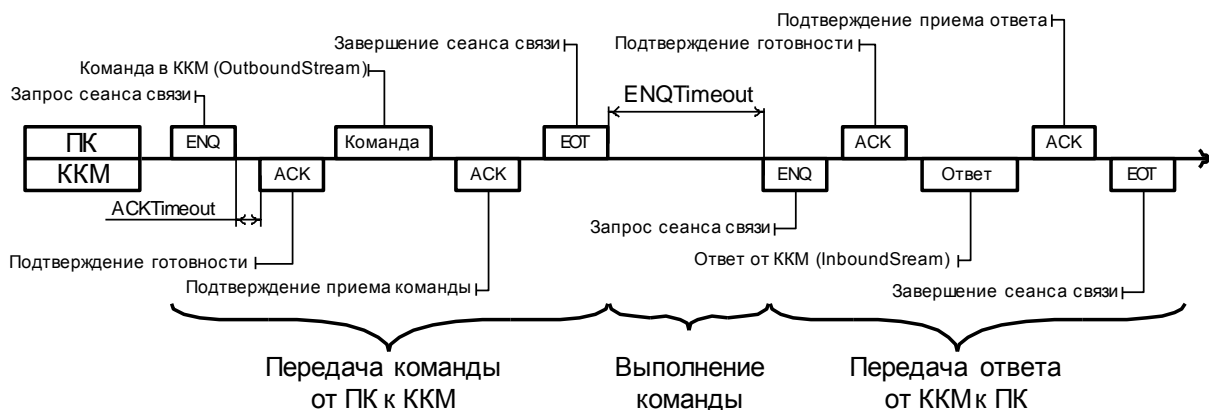 Подтверждение приема ответа
Завершение сеанса связи
Подтверждение готовности
Команда в ККМ (OutboundStream)
Запрос сеанса связи
ENQTimeout
ПК
ENQ
Команда
EOT
ACK
ACK
ККМ
ACK
ACK
ENQ
Ответ
EOT
ACKTimeout
Запрос сеанса связи
Подтверждение готовности
Ответ от ККМ (InboundSream)
Подтверждение приема команды
Завершение сеанса связи
Передача команды
от ПК к ККМ
Выполнение
команды
Передача ответа
от ККМ к ПК